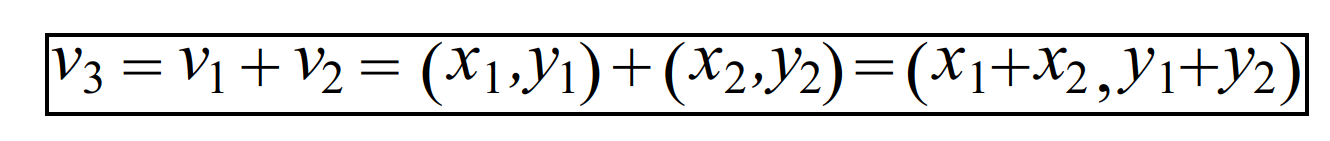 v₃ = v₁ + v₂ = (x₁,y₁)+(x₂,y₂)=(x₁+x₂,y₁+y₂)